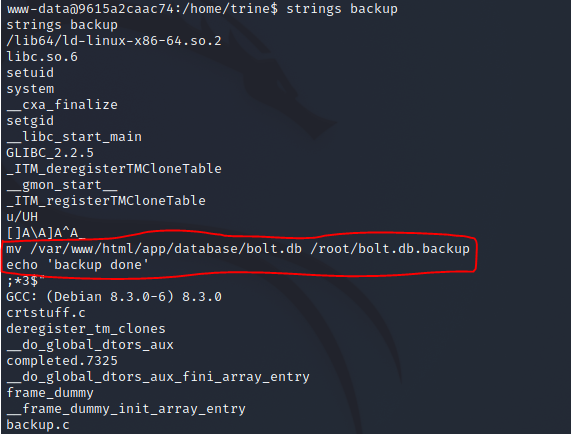 www-data@9615a2caac74:/home/trine$ strings backup
strings backup
/lib64/ld-linux-x86-64.so.2
libc.so.6
setuid
system
__cxa_finalize
setgid
__libc_start_main
GLIBC_2.2.5
_ITM_deregisterTMCloneTable
__gmon_start__
_ITM_registerTMCloneTable
u/UH
[]A\A]A^A_
mv /var/www/html/app/database/bolt.db /root/bolt.db.backup
echo 'backup done'
;*3$"
GCC: (Debian 8.3.0-6) 8.3.0
crtstuff.c
deregister_tm_clones
__do_global_dtors_aux
completed.7325
__do_global_dtors_aux_fini_array_entry
frame_dummy
__frame_dummy_init_array_entry
backup.c